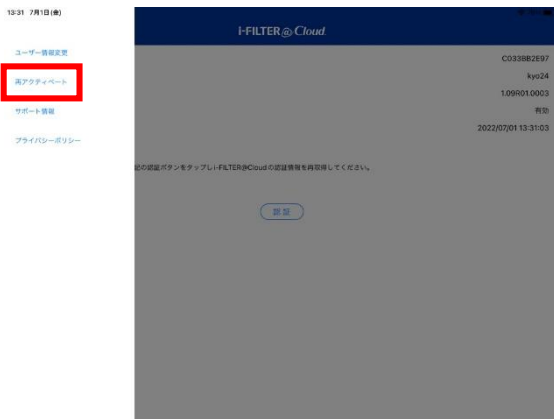 13:31 7月1日(金)
i-FILTER@Cloud
ユーザー情報変更
再アクティベート
サポート情報
プライバシーポリシー
C033BB2E97
kyo24
1.09R01.0003
有効
2022/07/01 13:31:03
記の認証ボタンをタップしi-FILTER@Cloudの認証情報を再取得してください。
認証